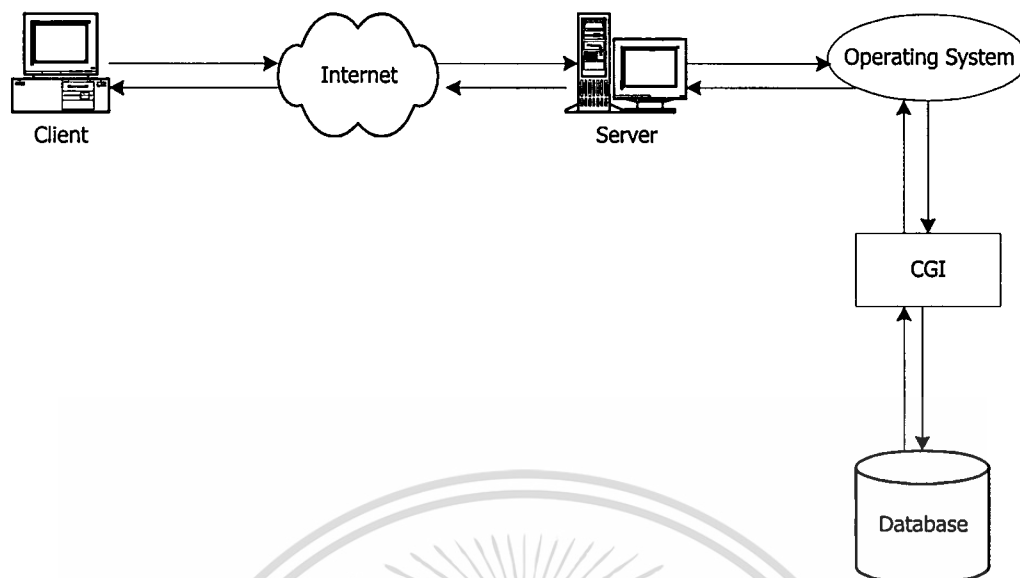 Client
Internet
Server
Operating System
CGI
Database